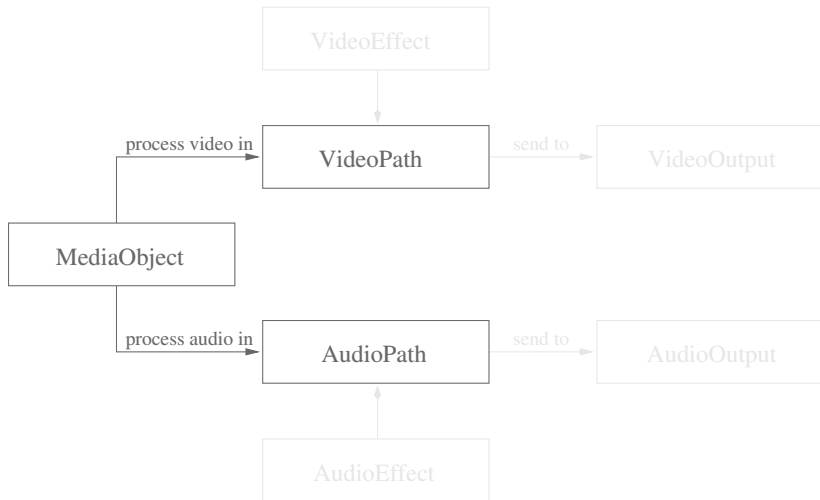 VideoEffect
process video in
VideoPath
send to
VideoOutput
MediaObject
process audio in
AudioPath
send to
AudioOutput
AudioEffect